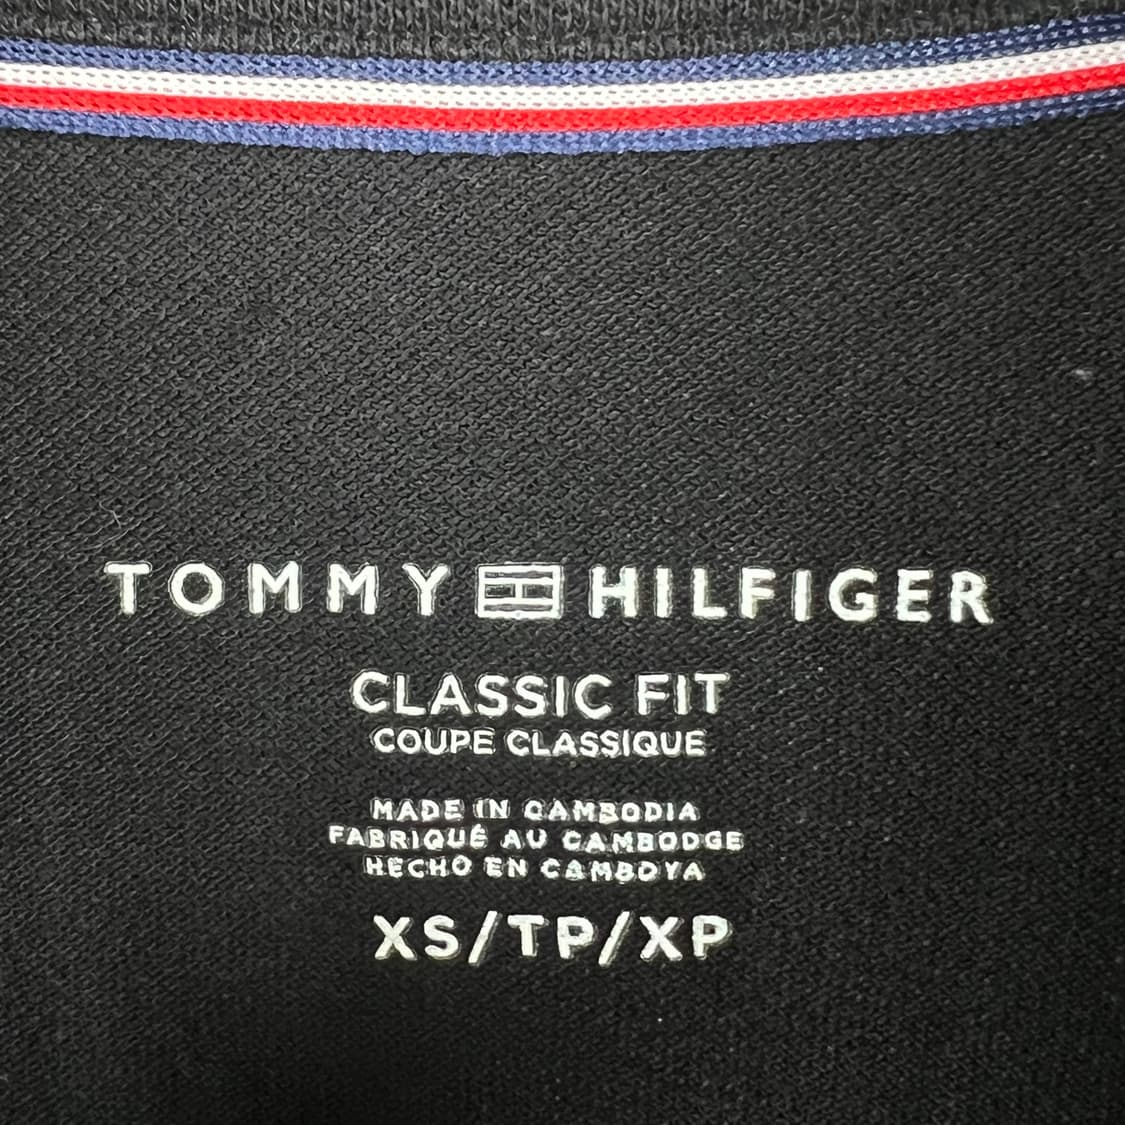 TOMMY HILFIGER
CLASSIC FIT
COUPE CLASSIQUE
MADE IN CAMBODIA
FABRIQUÉ AU CAMBODGE
HECHO EN CAMBOYA
XS/TP/XP